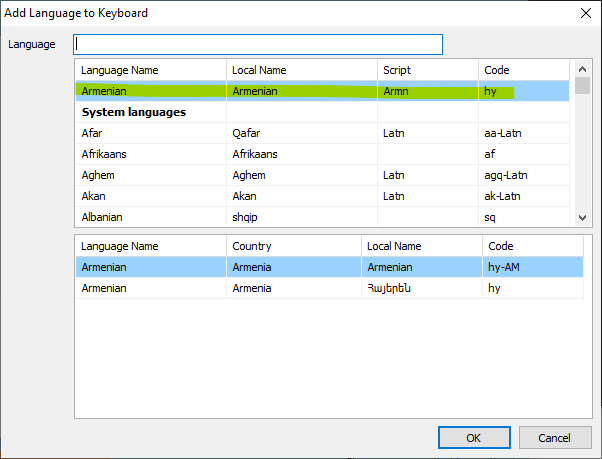 Add Language to Keyboard
Language
Language Name Local Name Script Code
Armenian Armenian Armn hy
System languages
Afar Qafar Latn aa-Latn
Afrikaans Afrikaans af
Aghem Aghem Latn agq-Latn
Akan Akan Latn ak-Latn
Albanian shqip sq
Language Name Country Local Name Code
Armenian Armenia Armenian hy-AM
Armenian Armenia Հայերեն hy
OK Cancel